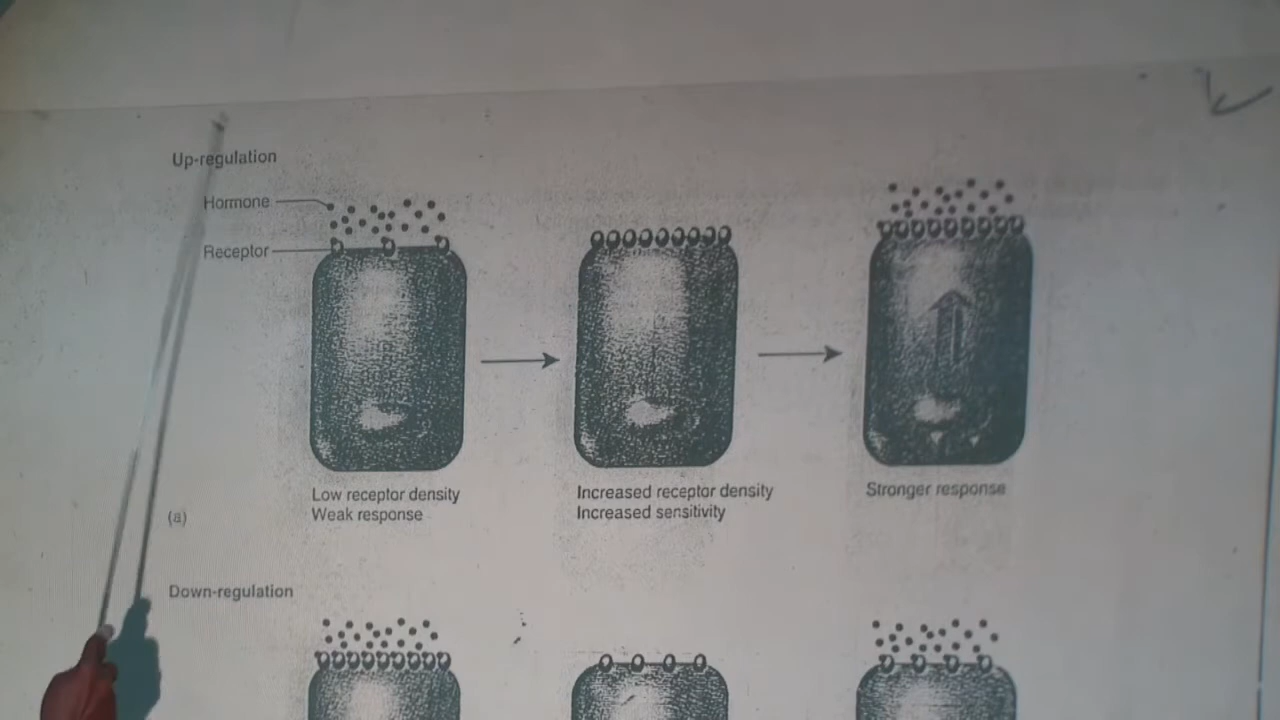 Up-regulation
Hormone
Receptor
Low receptor density
Weak response
Increased receptor density
Increased sensitivity
Stronger response
(a)
Down-regulation